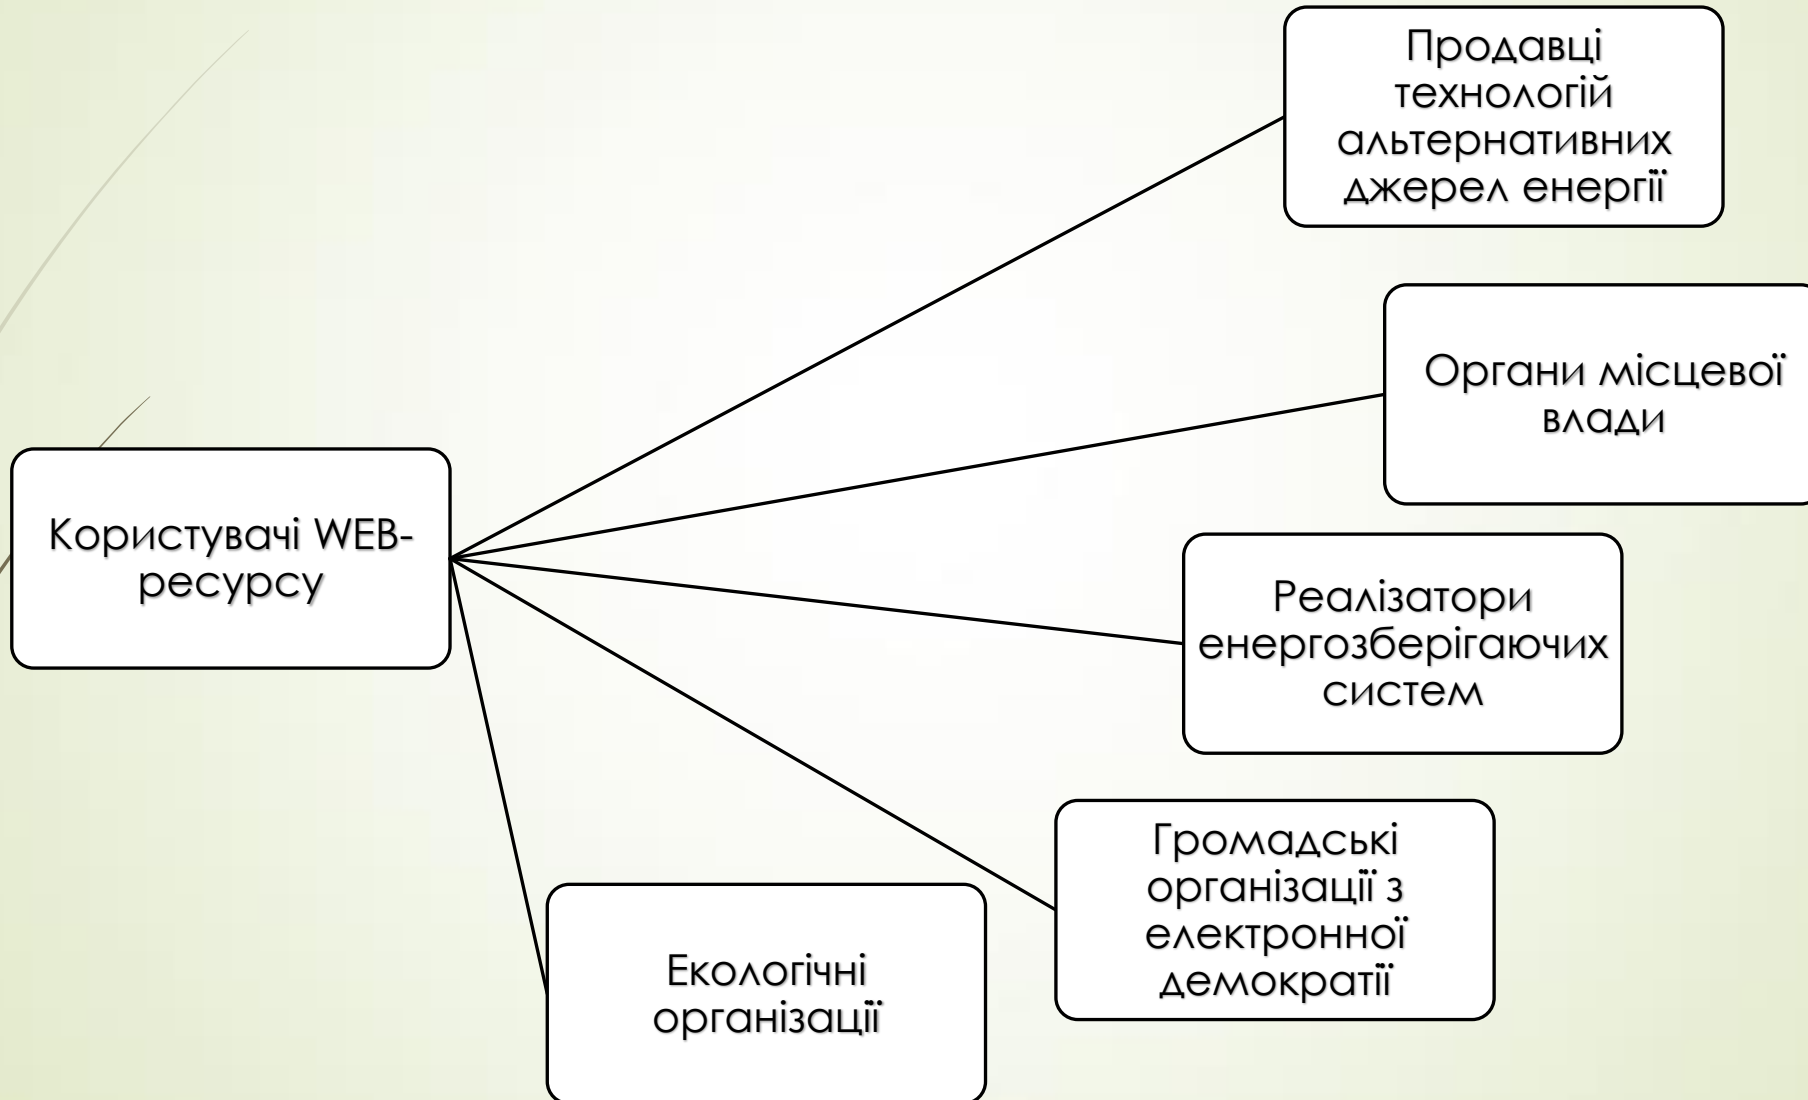 Продавці
технологій
альтернативних
джерел енергії
Органи місцевої
влади
Користувачі WEB-
ресурсу
Реалізатори
енергозберігаючих
систем
Громадські
організації з
електронної
демократії
Екологічні
організації